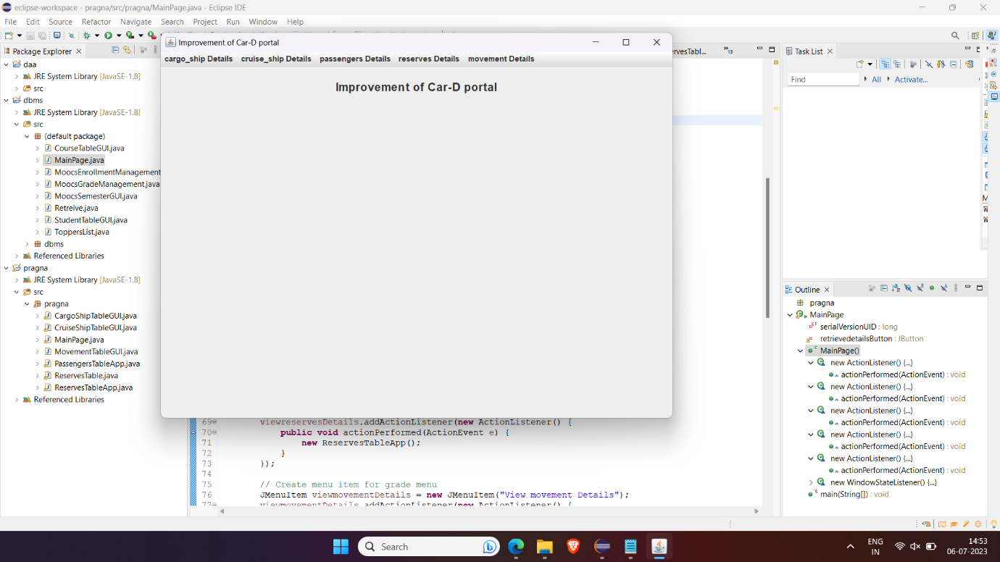 eclipse-workspace - pragna/src/pragna/MainPage.java - Eclipse IDE
File Edit Source Refactor Navigate Search Project Run Window Help
Package Explorer
daa
JRE System Library [JavaSE-1.8]
src
dbms
JRE System Library [JavaSE-1.8]
src
(default package)
CourseTableGUI.java
MainPage.java
MoocsEnrollmentManagement
MoocsGradeManagement.java
MoocsSemesterGUI.java
Retreive.java
StudentTableGUI.java
ToppersList.java
dbms
Referenced Libraries
pragna
JRE System Library [JavaSE-1.8]
src
pragna
CargoShipTableGUI.java
CruiseShipTableGUI.java
MainPage.java
MovementTableGUI.java
PassengersTableApp.java
ReservesTable.java
ReservesTableApp.java
Referenced Libraries
Improvement of Car-D portal
cargo_ship Details cruise_ship Details passengers Details reserves Details movement Details
Improvement of Car-D portal
ervesTabl...
13
69 viewreservesDetails.addActionListener(new ActionListener() {
70 public void actionPerformed(ActionEvent e) {
71 new ReservesTableApp();
72 }
73 });
74
75 // Create menu item for grade menu
76 JMenuItem viewmovementDetails = new JMenuItem("View movement Details");
77 viewmovementDetails.addActionListener(new ActionListener() {
Task List
Find All Activate...
Outline
pragna
MainPage
serialVersionUID : long
retrievedetailsButton : JButton
MainPage()
new ActionListener() {...}
actionPerformed(ActionEvent) : void
new ActionListener() {...}
actionPerformed(ActionEvent) : void
new ActionListener() {...}
actionPerformed(ActionEvent) : void
new ActionListener() {...}
actionPerformed(ActionEvent) : void
new ActionListener() {...}
actionPerformed(ActionEvent) : void
new WindowStateListener() {...}
main(String[]) : void
Search
ENG
IN
14:53
06-07-2023